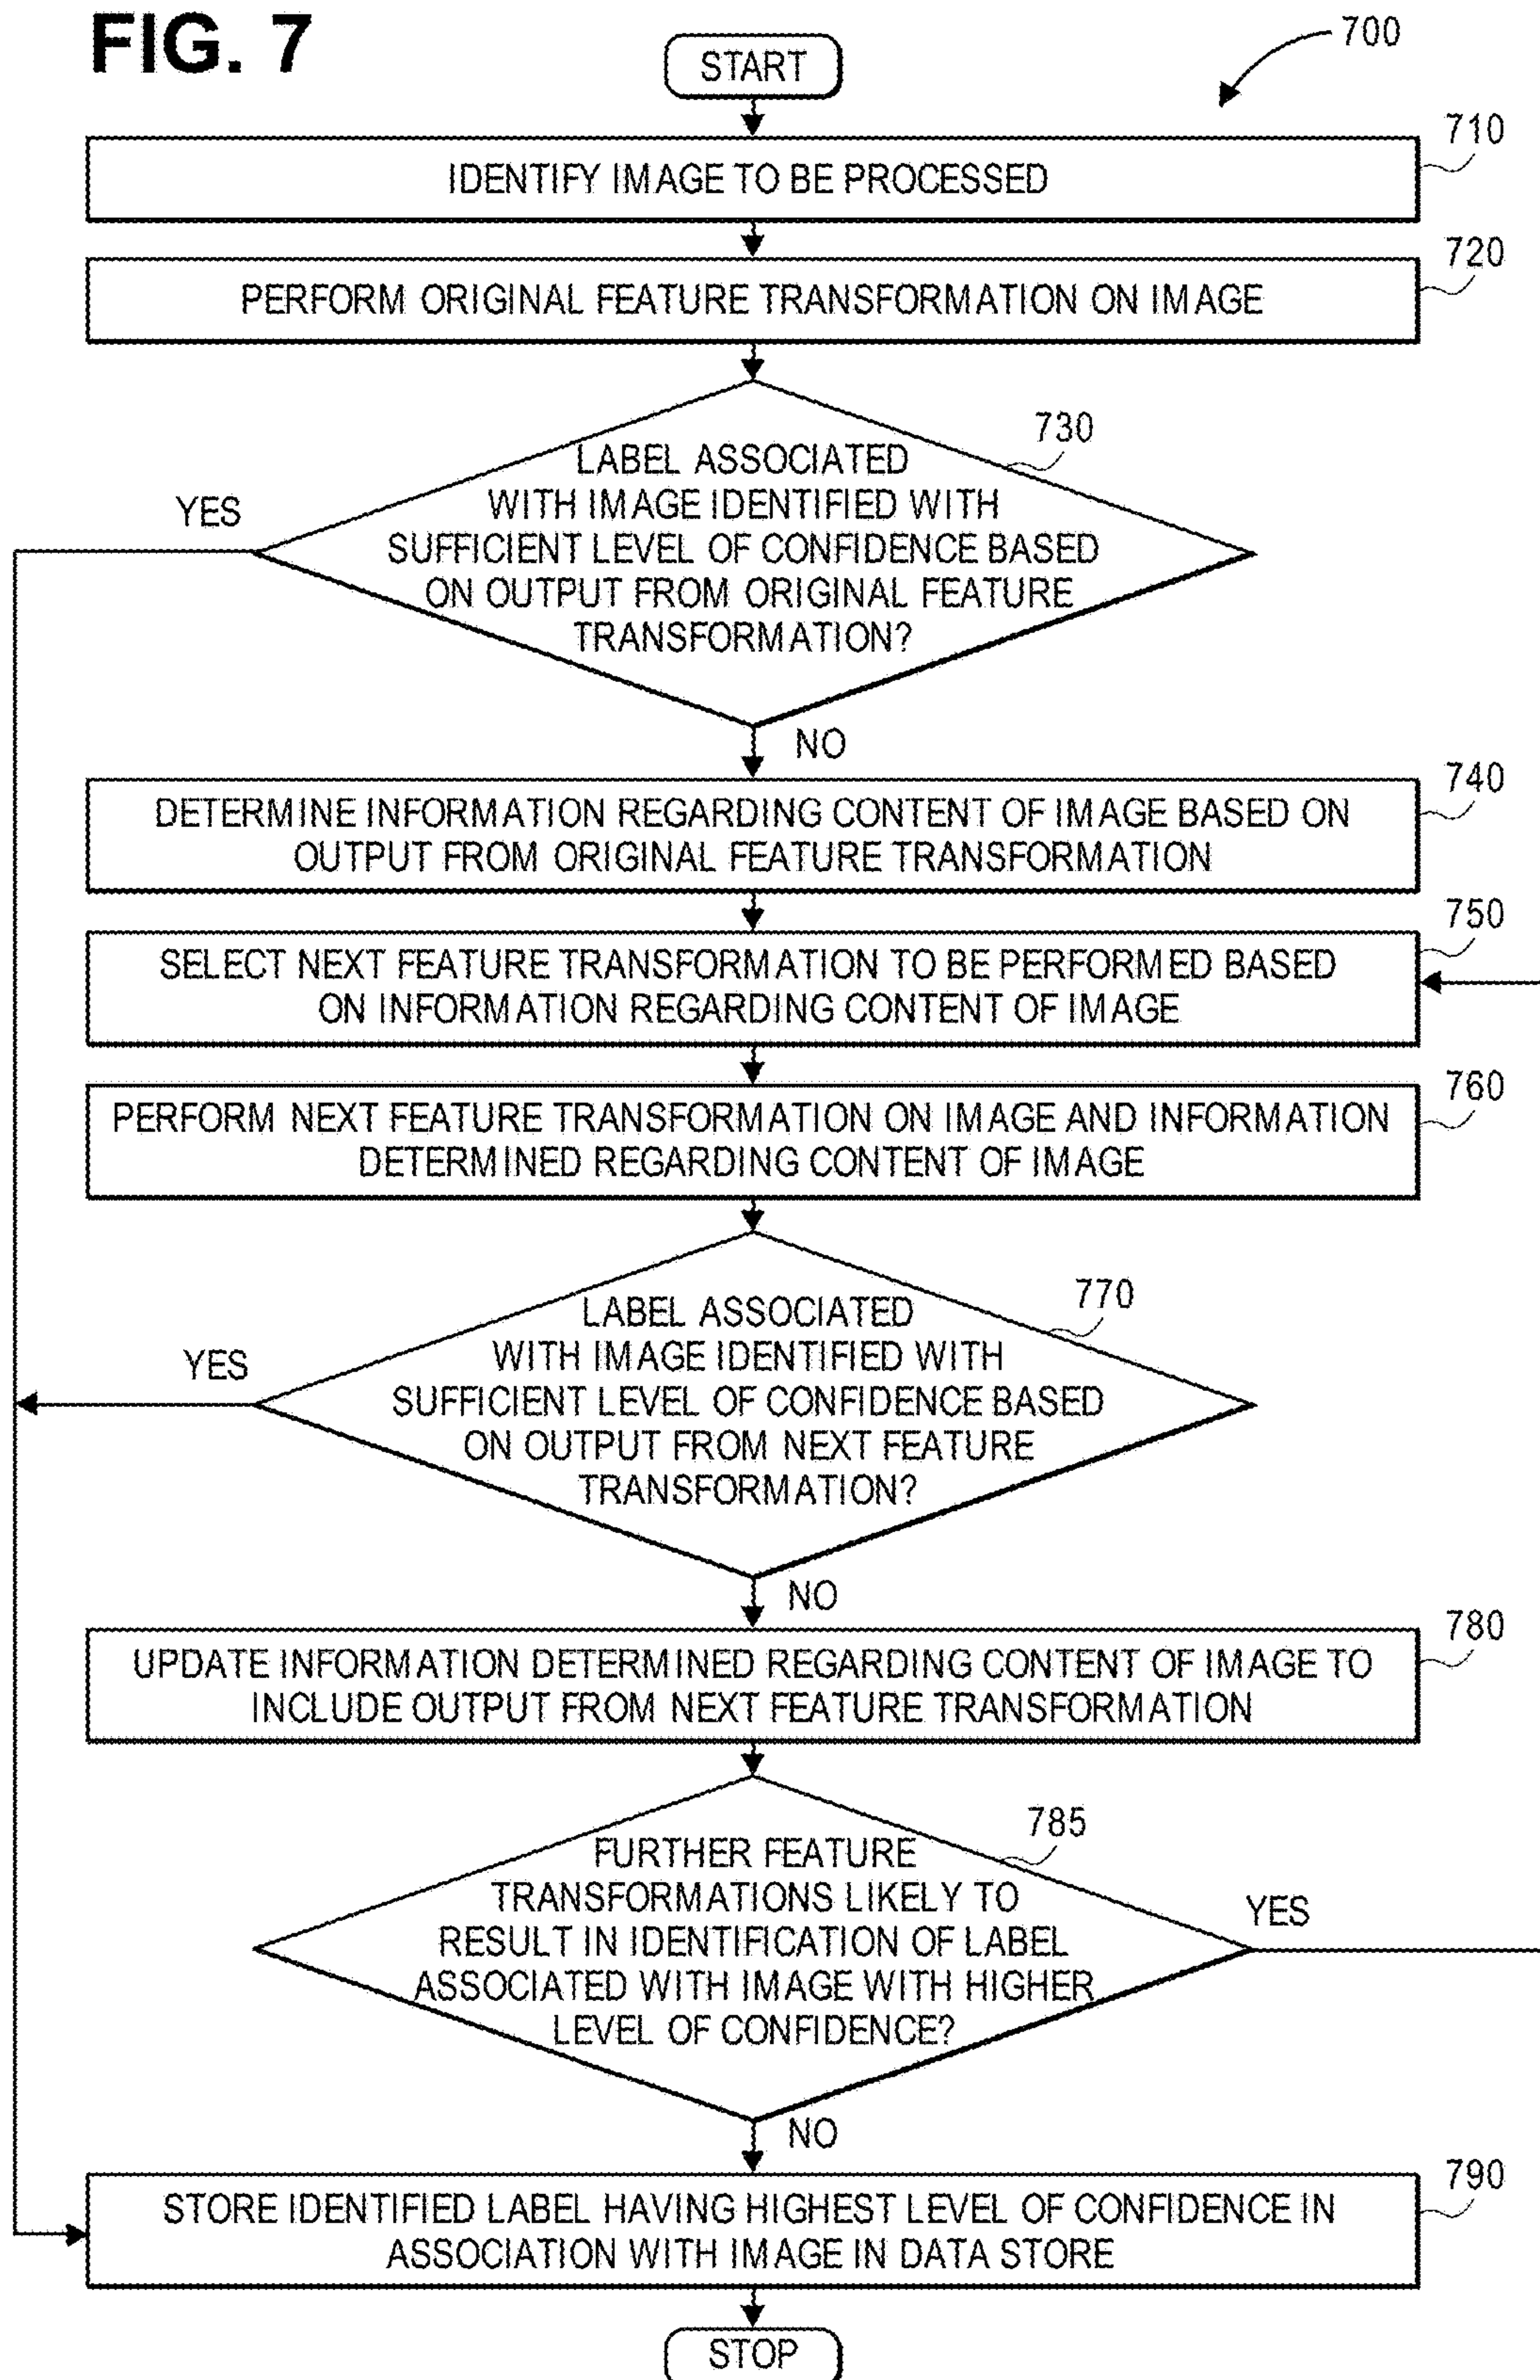 FIG. 7
700
START
710
IDENTIFY IMAGE TO BE PROCESSED
720
PERFORM ORIGINAL FEATURE TRANSFORMATION ON IMAGE
730
LABEL ASSOCIATED
WITH IMAGE IDENTIFIED WITH
SUFFICIENT LEVEL OF CONFIDENCE BASED
ON OUTPUT FROM ORIGINAL FEATURE
TRANSFORMATION?
YES
NO
740
DETERMINE INFORMATION REGARDING CONTENT OF IMAGE BASED ON
OUTPUT FROM ORIGINAL FEATURE TRANSFORMATION
750
SELECT NEXT FEATURE TRANSFORMATION TO BE PERFORMED BASED
ON INFORMATION REGARDING CONTENT OF IMAGE
760
PERFORM NEXT FEATURE TRANSFORMATION ON IMAGE AND INFORMATION
DETERMINED REGARDING CONTENT OF IMAGE
770
LABEL ASSOCIATED
WITH IMAGE IDENTIFIED WITH
SUFFICIENT LEVEL OF CONFIDENCE BASED
ON OUTPUT FROM NEXT FEATURE
TRANSFORMATION?
YES
NO
780
UPDATE INFORMATION DETERMINED REGARDING CONTENT OF IMAGE TO
INCLUDE OUTPUT FROM NEXT FEATURE TRANSFORMATION
785
FURTHER FEATURE
TRANSFORMATIONS LIKELY TO
RESULT IN IDENTIFICATION OF LABEL
ASSOCIATED WITH IMAGE WITH HIGHER
LEVEL OF CONFIDENCE?
YES
NO
790
STORE IDENTIFIED LABEL HAVING HIGHEST LEVEL OF CONFIDENCE IN
ASSOCIATION WITH IMAGE IN DATA STORE
STOP